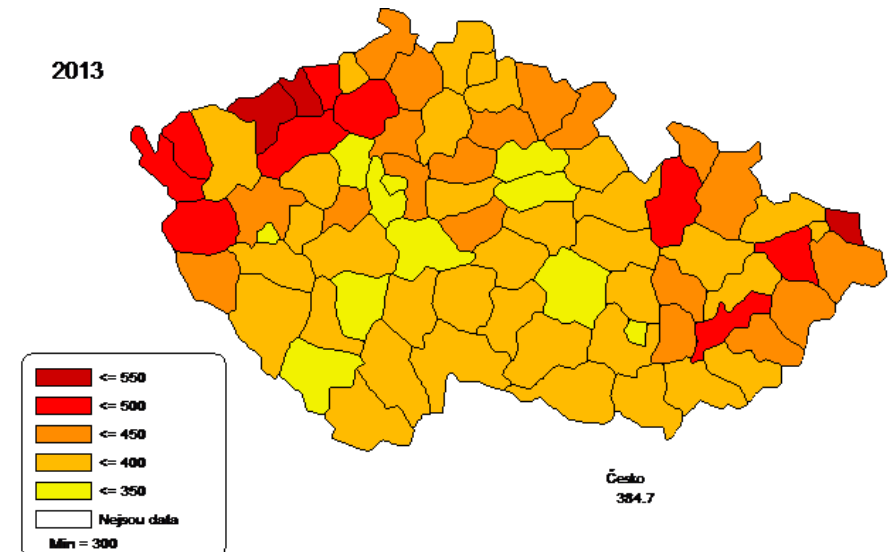 2013
<= 550
<= 500
<= 450
<= 400
<= 350
Nejsou data
Min = 300
Česko
384.7